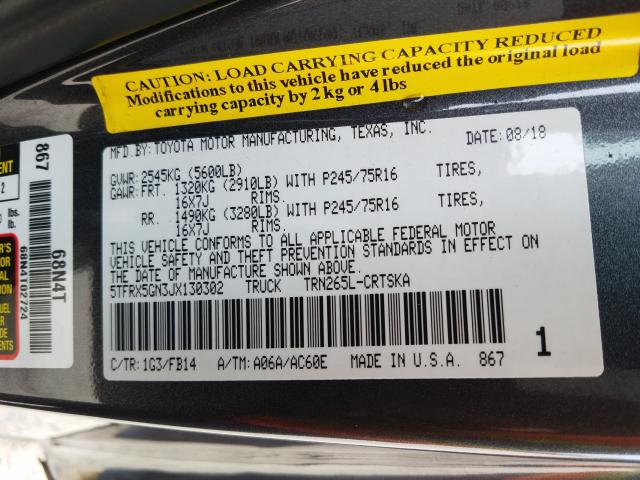 CAUTION: LOAD CARRYING CAPACITY REDUCED
Modifications to this vehicle have reduced the original load
carrying capacity by 2 kg or 4 lbs
MFD.BY:TOYOTA MOTOR MANUFACTURING, TEXAS, INC. DATE: 08/18
GVWR: 2545KG (5600LB)
GAWR: FRT. 1320KG (2910LB) WITH P245/75R16 TIRES,
16X7J RIMS.
RR. 1490KG (3280LB) WITH P245/75R16 TIRES,
16X7J RIMS.
THIS VEHICLE CONFORMS TO ALL APPLICABLE FEDERAL MOTOR
VEHICLE SAFETY AND THEFT PREVENTION STANDARDS IN EFFECT ON
THE DATE OF MANUFACTURE SHOWN ABOVE.
5TFRX5GN3JX130302 TRUCK TRN265L-CRTSKA
C/TR: 1G3/FB14 A/TM: A06A/AC60E MADE IN U.S.A. 867
1
867
68N4T
68N4T02/24
lbs.
lb.